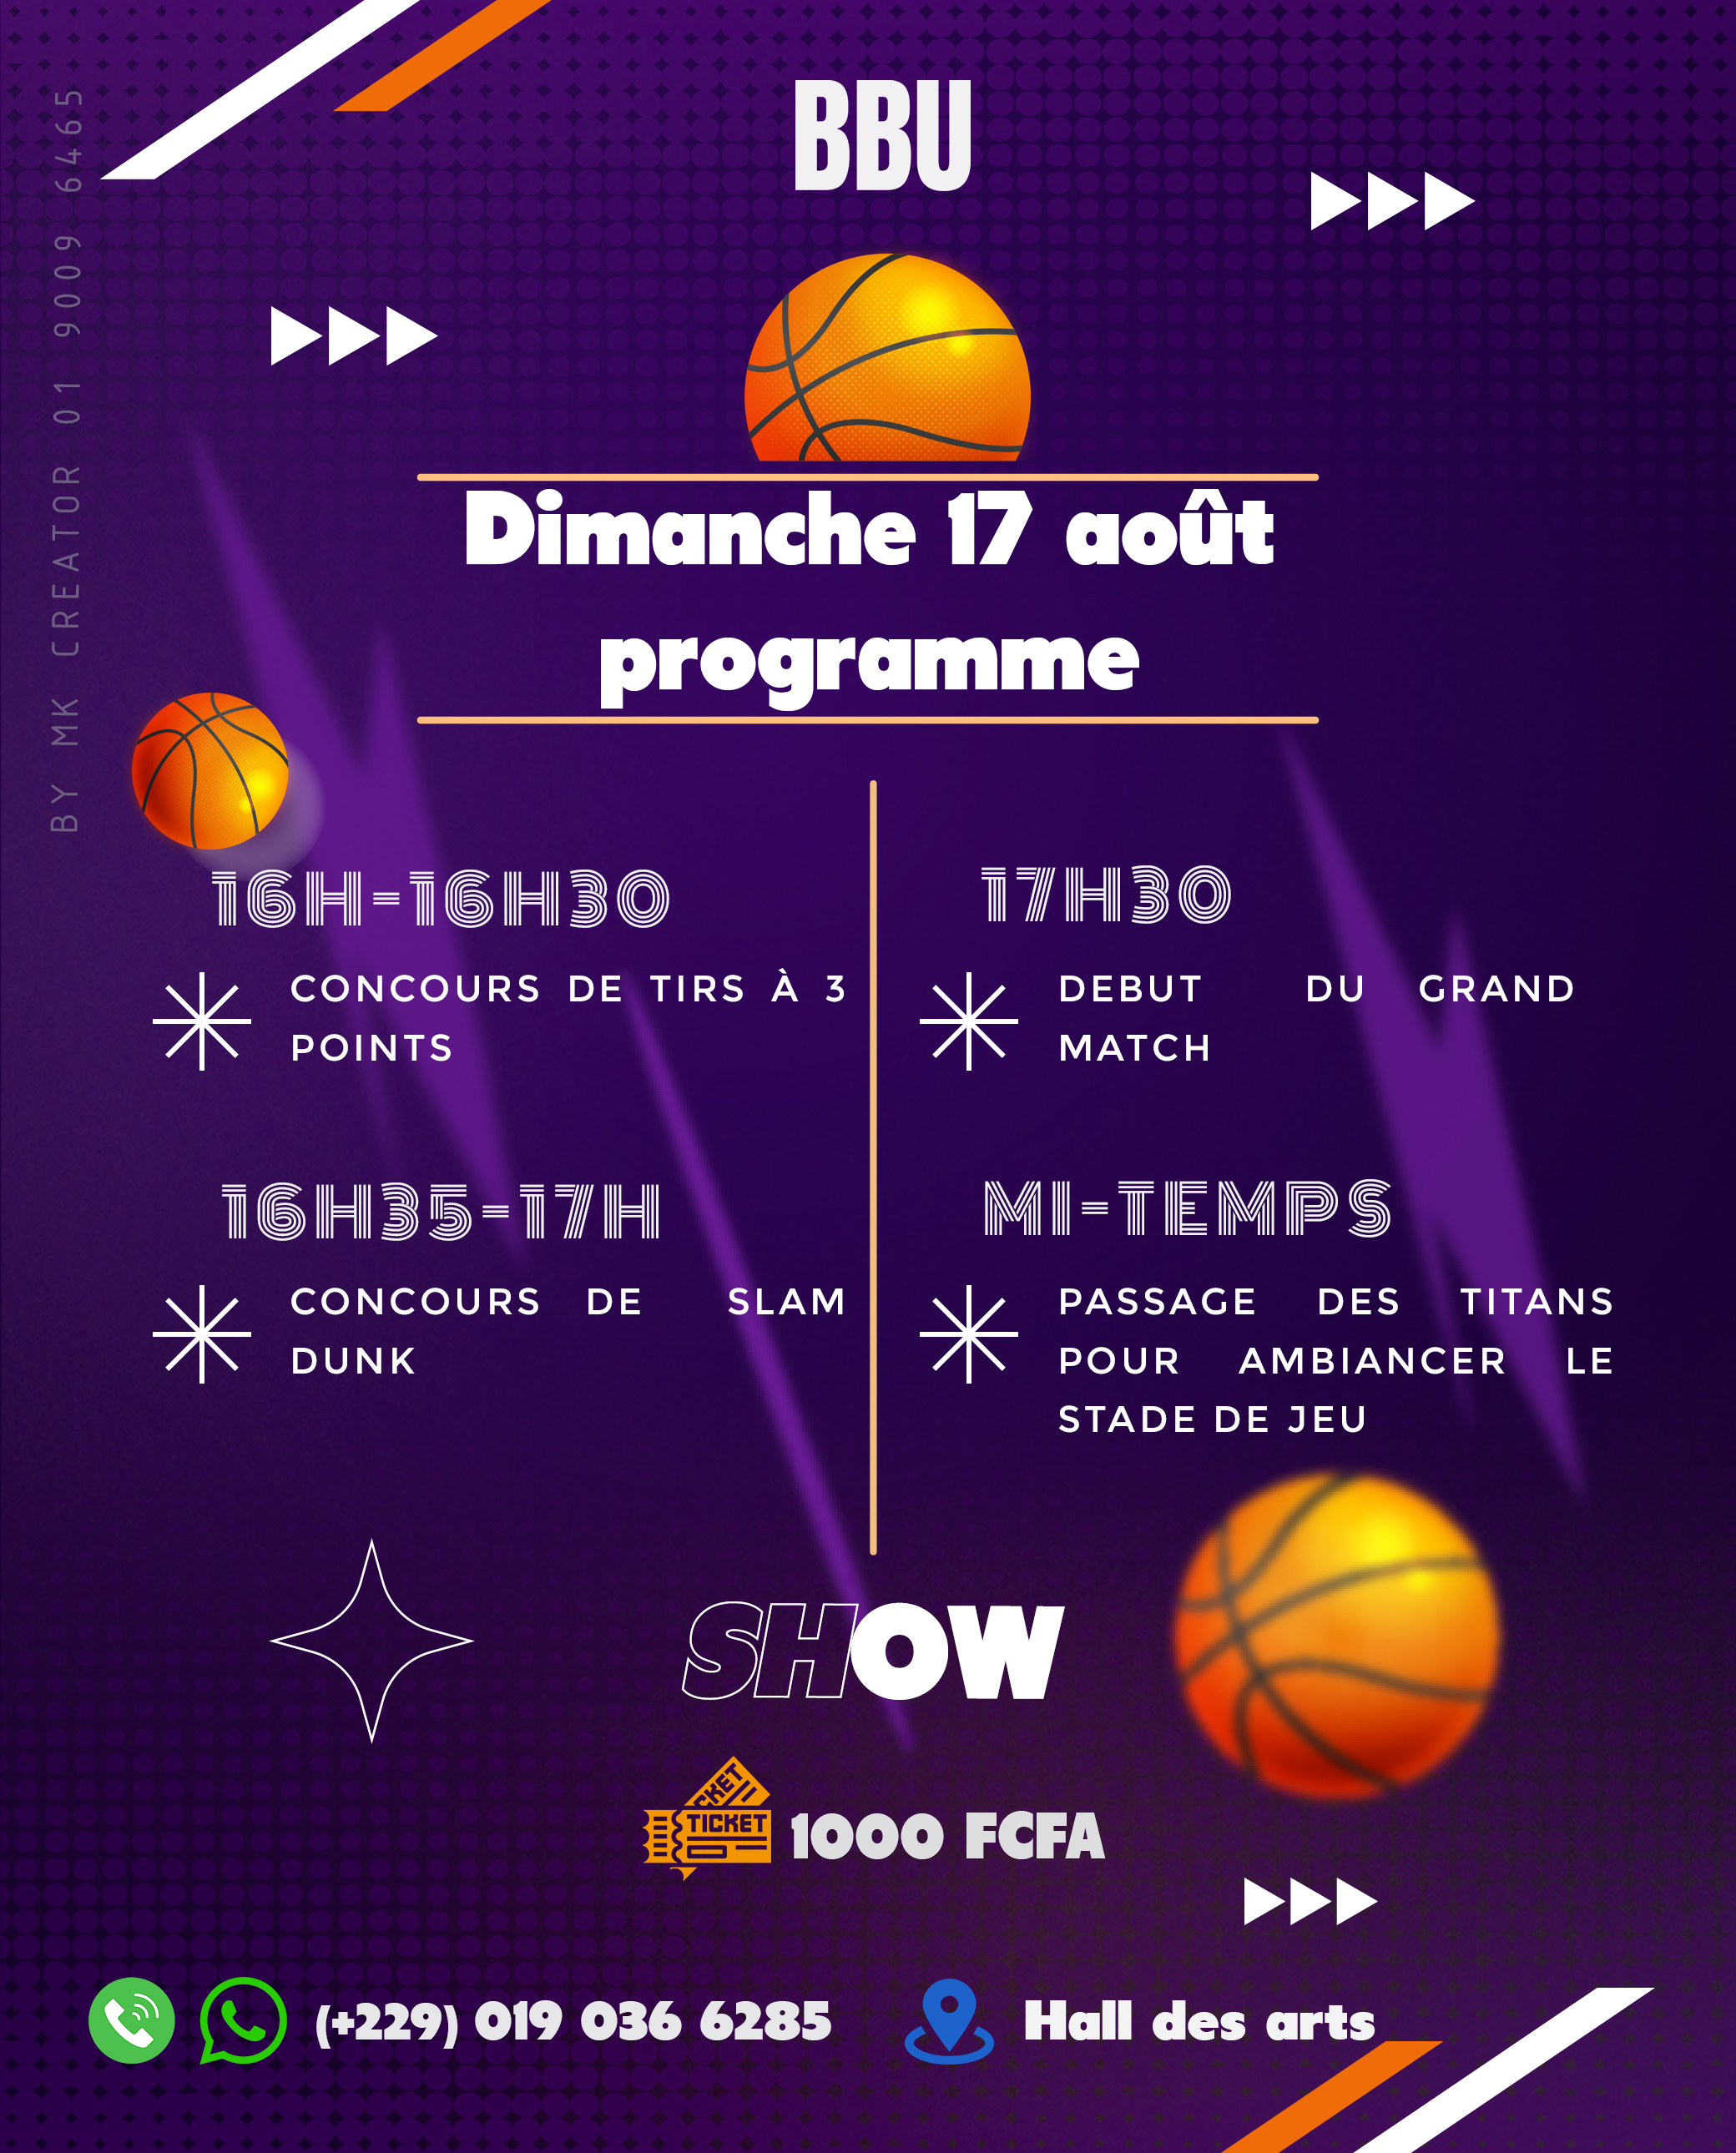 BBU
BY MK CREATOR 01 9009 6465
Dimanche 17 août
programme
16H-16H30
CONCOURS DE TIRS À 3
POINTS
16H35-17H
CONCOURS DE SLAM
DUNK
17H30
DEBUT DU GRAND
MATCH
MI-TEMPS
PASSAGE DES TITANS
POUR AMBIANCER LE
STADE DE JEU
SHOW
TICKET
1000 FCFA
(+229) 019 036 6285
Hall des arts